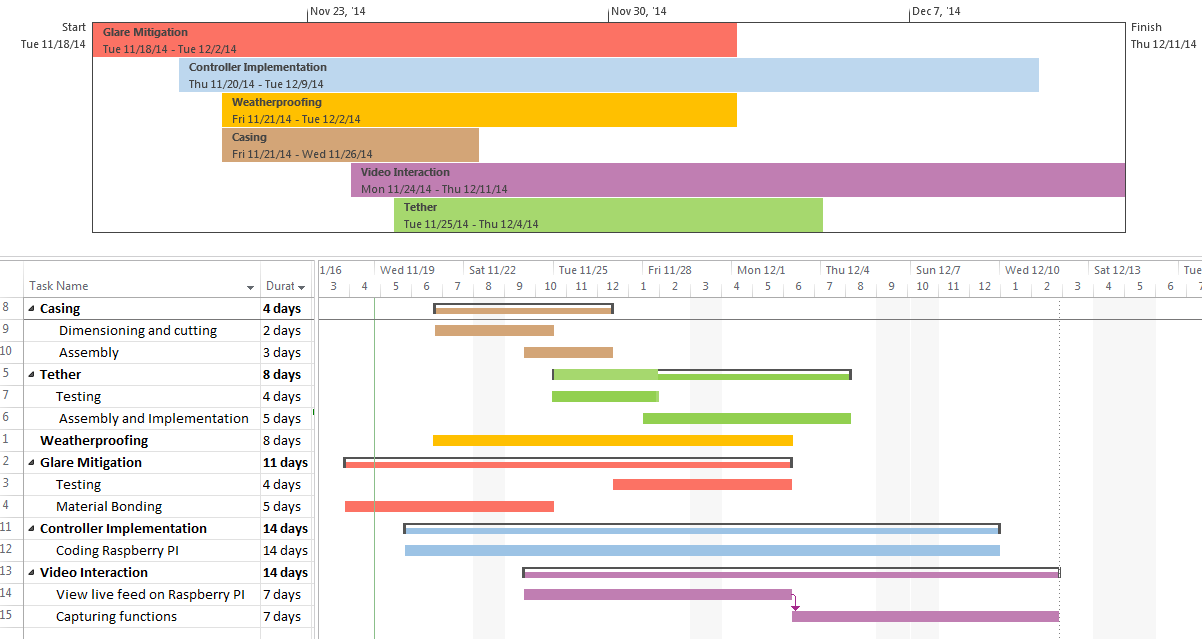 Nov 23, '14 Nov 30, '14 Dec 7, '14
Start
Tue 11/18/14
Finish
Thu 12/11/14
Glare Mitigation
Tue 11/18/14 - Tue 12/2/14
Controller Implementation
Thu 11/20/14 - Tue 12/9/14
Weatherproofing
Fri 11/21/14 - Tue 12/2/14
Casing
Fri 11/21/14 - Wed 11/26/14
Video Interaction
Mon 11/24/14 - Thu 12/11/14
Tether
Tue 11/25/14 - Thu 12/4/14
1/16 Wed 11/19 Sat 11/22 Tue 11/25 Fri 11/28 Mon 12/1 Thu 12/4 Sun 12/7 Wed 12/10 Sat 12/13 Tue
Task Name Durat 3 4 5 6 7 8 9 10 11 12 1 2 3 4 5 6 7 8 9 10 11 12 1 2 3 4 5 6 7
8 Casing 4 days
9 Dimensioning and cutting 2 days
10 Assembly 3 days
5 Tether 8 days
7 Testing 4 days
6 Assembly and Implementation 5 days
1 Weatherproofing 8 days
2 Glare Mitigation 11 days
3 Testing 4 days
4 Material Bonding 5 days
11 Controller Implementation 14 days
12 Coding Raspberry PI 14 days
13 Video Interaction 14 days
14 View live feed on Raspberry PI 7 days
15 Capturing functions 7 days